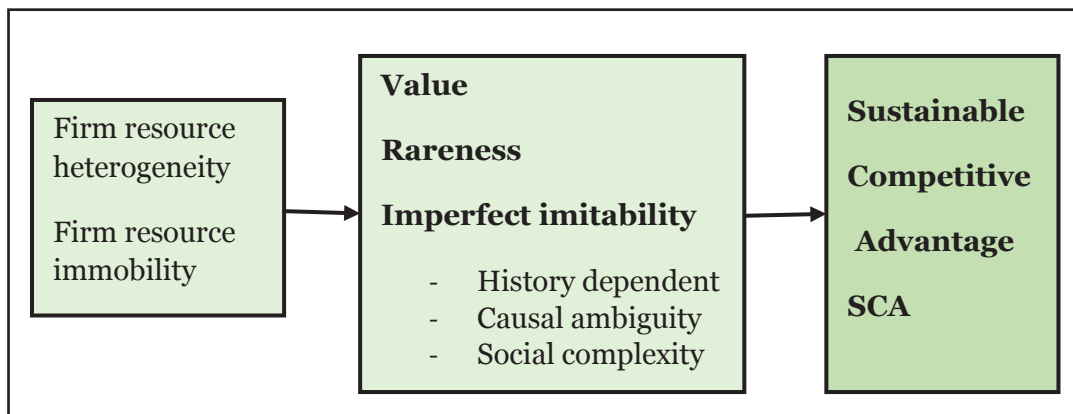 Firm resource
heterogeneity
Firm resource
immobility
Value
Rareness
Imperfect imitability
- History dependent
- Causal ambiguity
- Social complexity
Sustainable
Competitive
Advantage
SCA